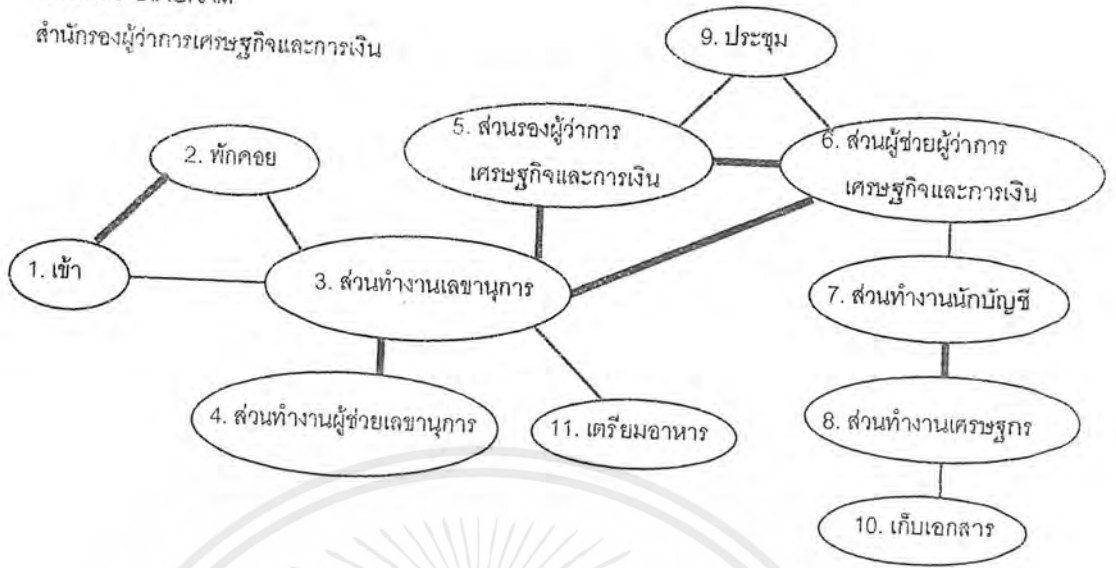 สำนักรองผู้ว่าการเศรษฐกิจและการเงิน
9. ประชุม
5. ส่วนรองผู้ว่าการ
เศรษฐกิจและการเงิน
6. ส่วนผู้ช่วยผู้ว่าการ
เศรษฐกิจและการเงิน
2. พักคอย
1. เข้า
3. ส่วนทำงานเลขานุการ
7. ส่วนทำงานนักบัญชี
4. ส่วนทำงานผู้ช่วยเลขานุการ
11. เตรียมอาหาร
8. ส่วนทำงานเศรษฐกร
10. เก็บเอกสาร